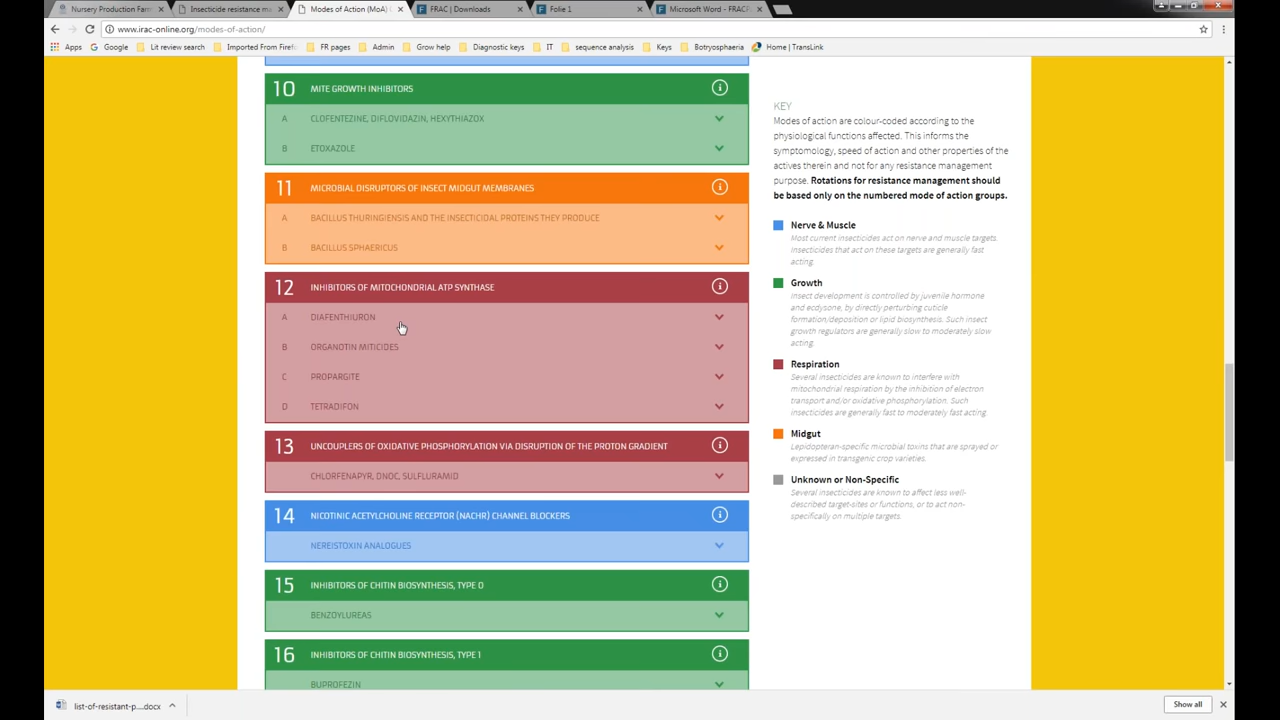 Nursery Production Farm
Insecticide resistance ma
Modes of Action (MoA)
FRAC | Downloads
Folie 1
Microsoft Word - FRACP
www.irac-online.org/modes-of-action/
Apps
Google
Lit review search
Imported From Firef
FR pages
Admin
Grow help
Diagnostic keys
IT
sequence analysis
Keys
Botryosphaeria
Home | TransLink
10 MITE GROWTH INHIBITORS
A CLOFENTEZINE, DIFLOVIDAZIN, HEXYTHIAZOX
B ETOXAZOLE
11 MICROBIAL DISRUPTORS OF INSECT MIDGUT MEMBRANES
A BACILLUS THURINGIENSIS AND THE INSECTICIDAL PROTEINS THEY PRODUCE
B BACILLUS SPHAERICUS
12 INHIBITORS OF MITOCHONDRIAL ATP SYNTHASE
A DIAFENTHIURON
B ORGANOTIN MITICIDES
C PROPARGITE
D TETRADIFON
13 UNCOUPLERS OF OXIDATIVE PHOSPHORYLATION VIA DISRUPTION OF THE PROTON GRADIENT
CHLORFENAPYR, DNOC, SULFLURAMID
14 NICOTINIC ACETYLCHOLINE RECEPTOR (NACHR) CHANNEL BLOCKERS
NEREISTOXIN ANALOGUES
15 INHIBITORS OF CHITIN BIOSYNTHESIS, TYPE 0
BENZOYLUREAS
16 INHIBITORS OF CHITIN BIOSYNTHESIS, TYPE 1
BUPROFEZIN
KEY
Modes of action are colour-coded according to the
physiological functions affected. This informs the
symptomology, speed of action and other properties of the
actives therein and not for any resistance management
purpose. Rotations for resistance management should
be based only on the numbered mode of action groups.
Nerve & Muscle
Most current insecticides act on nerve and muscle targets.
Insecticides that act on these targets are generally fast
acting.
Growth
Insect development is controlled by juvenile hormone
and ecdysone, by directly perturbing cuticle
formation/deposition or lipid biosynthesis. Such insect
growth regulators are generally slow to moderately slow
acting.
Respiration
Several insecticides are known to interfere with
mitochondrial respiration by the inhibition of electron
transport and/or oxidative phosphorylation. Such
insecticides are generally fast to moderately fast acting.
Midgut
Lepidopteran-specific microbial toxins that are sprayed or
expressed in transgenic crop varieties.
Unknown or Non-Specific
Several insecticides are known to affect less well-
described target-sites or functions, or to act non-
specifically on multiple targets.
list-of-resistant-p....docx
Show all